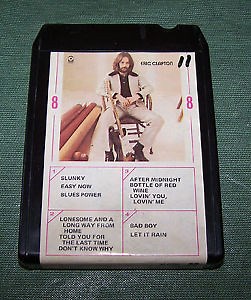 ERIC CLAPTON
8
8
1
SLUNKY
EASY NOW
BLUES POWER
3
AFTER MIDNIGHT
BOTTLE OF RED
WINE
LOVIN' YOU,
LOVIN' ME
2
LONESOME AND A
LONG WAY FROM
HOME
TOLD YOU FOR
THE LAST TIME
DON'T KNOW WHY
4
BAD BOY
LET IT RAIN